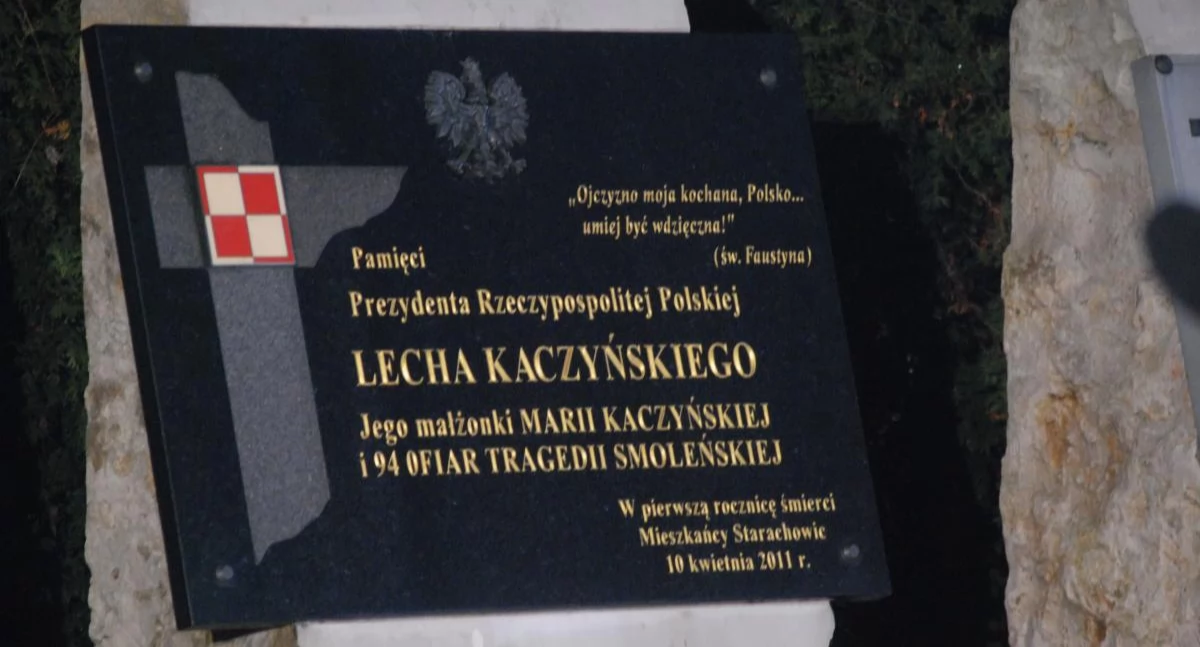 „Ojczyzno moja kochana, Polsko...
umiej być wdzięczna!"
(św. Faustyna)
Pamięci
Prezydenta Rzeczypospolitej Polskiej
LECHA KACZYŃSKIEGO
Jego małżonki MARII KACZYŃSKIEJ
i 94 OFIAR TRAGEDII SMOLEŃSKIEJ
W pierwszą rocznicę śmierci
Mieszkańcy Starachowic
10 kwietnia 2011 r.